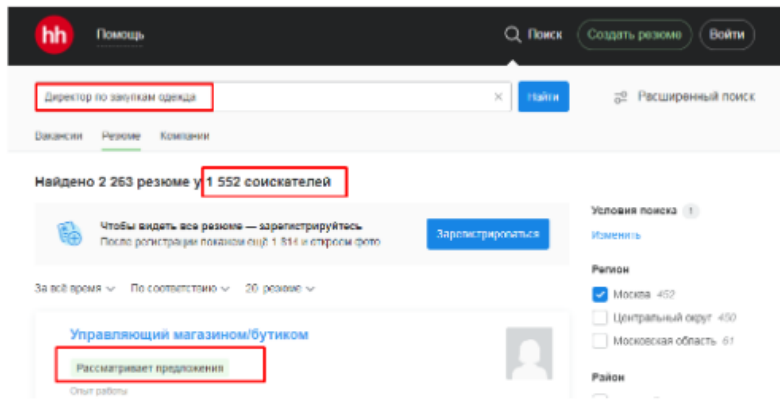 hh Помощь Поиск Создать резюме Войти
Директор по закупкам одежда × Найти Расширенный поиск
Вакансии Резюме Компании
Найдено 2 263 резюме у 1 552 соискателей
Чтобы видеть все резюме — зарегистрируйтесь
После регистрации покажем ещё 1 814 и откроем фото
Зарегистрироваться
Условия поиска 1
Изменить
За всё время По соответствию 20 резюме
Регион
Москва 452
Центральный округ 450
Московская область 61
Район
Управляющий магазином/бутиком
Рассматривает предложения
Опыт работы